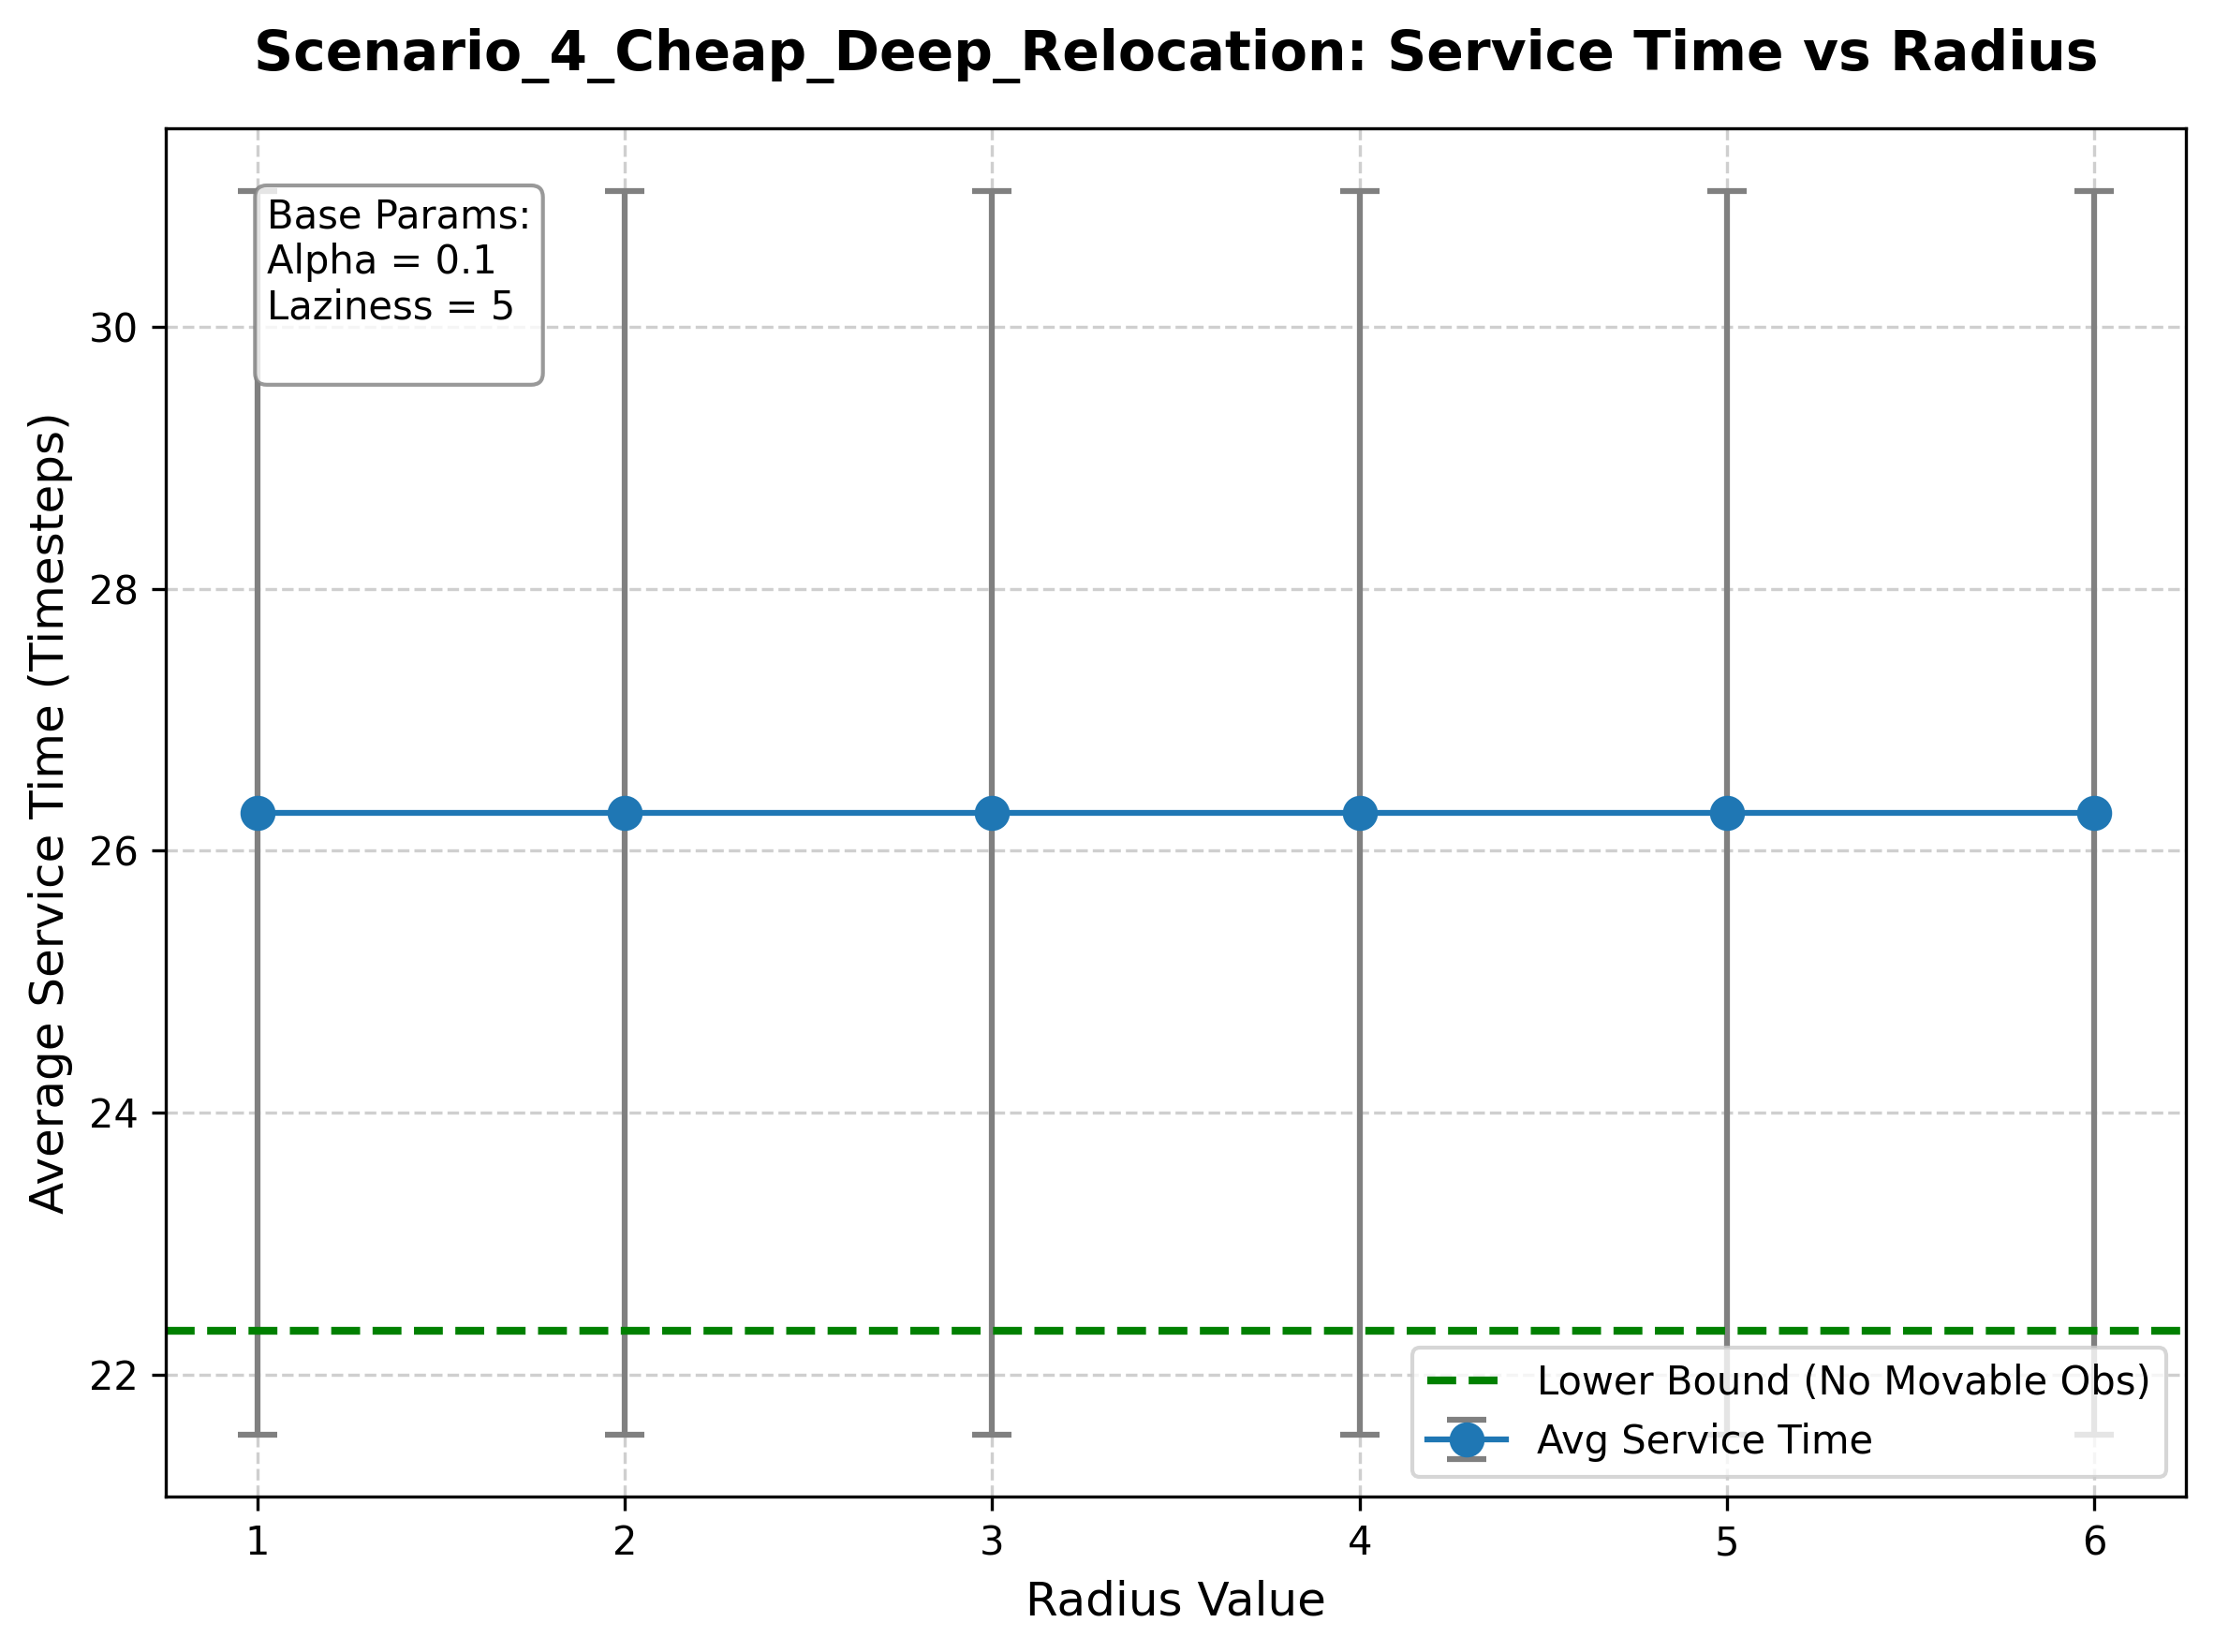 Scenario_4_Cheap_Deep_Relocation: Service Time vs Radius
Base Params:
Alpha = 0.1
Laziness = 5
Average Service Time (Timesteps)
30
28
26
24
22
Lower Bound (No Movable Obs)
Avg Service Time
1 2 3 4 5 6
Radius Value